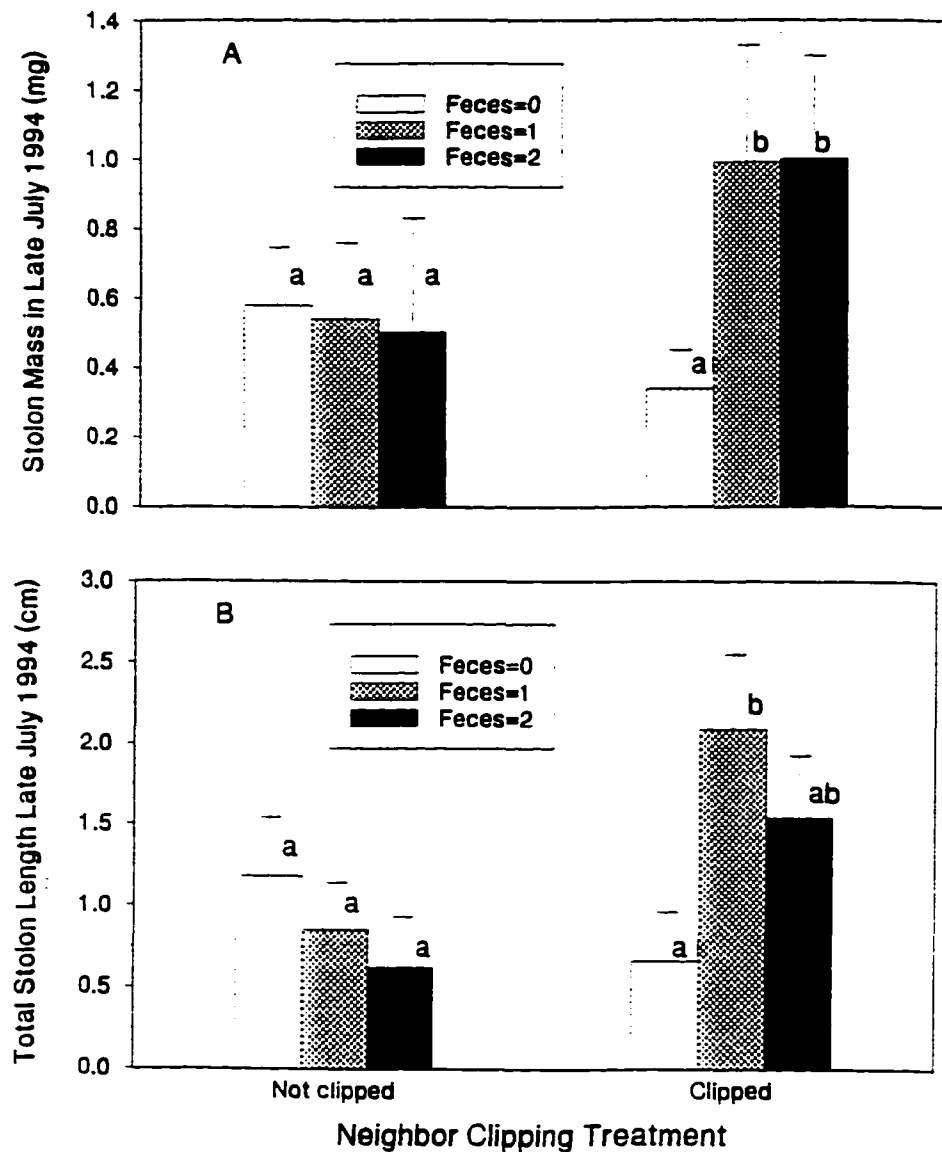 Stolon Mass in Late July 1994 (mg)
1.4
1.2
1.0
0.8
0.6
0.4
0.2
0.0
A
Feces=0
Feces=1
Feces=2
a
a
a
a
b
b
Total Stolon Length Late July 1994 (cm)
3.0
2.5
2.0
1.5
1.0
0.5
0.0
B
Feces=0
Feces=1
Feces=2
a
a
a
a
b
ab
Not clipped
Clipped
Neighbor Clipping Treatment